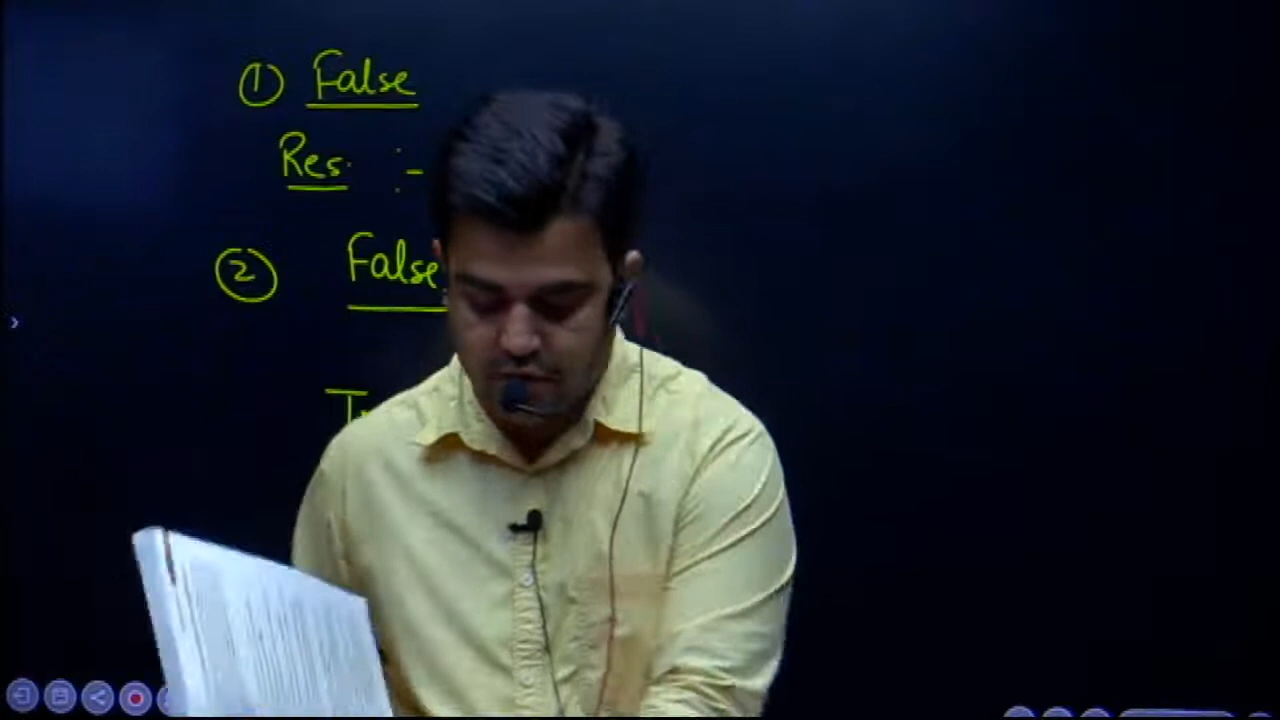 ① False
Res. :-
② False